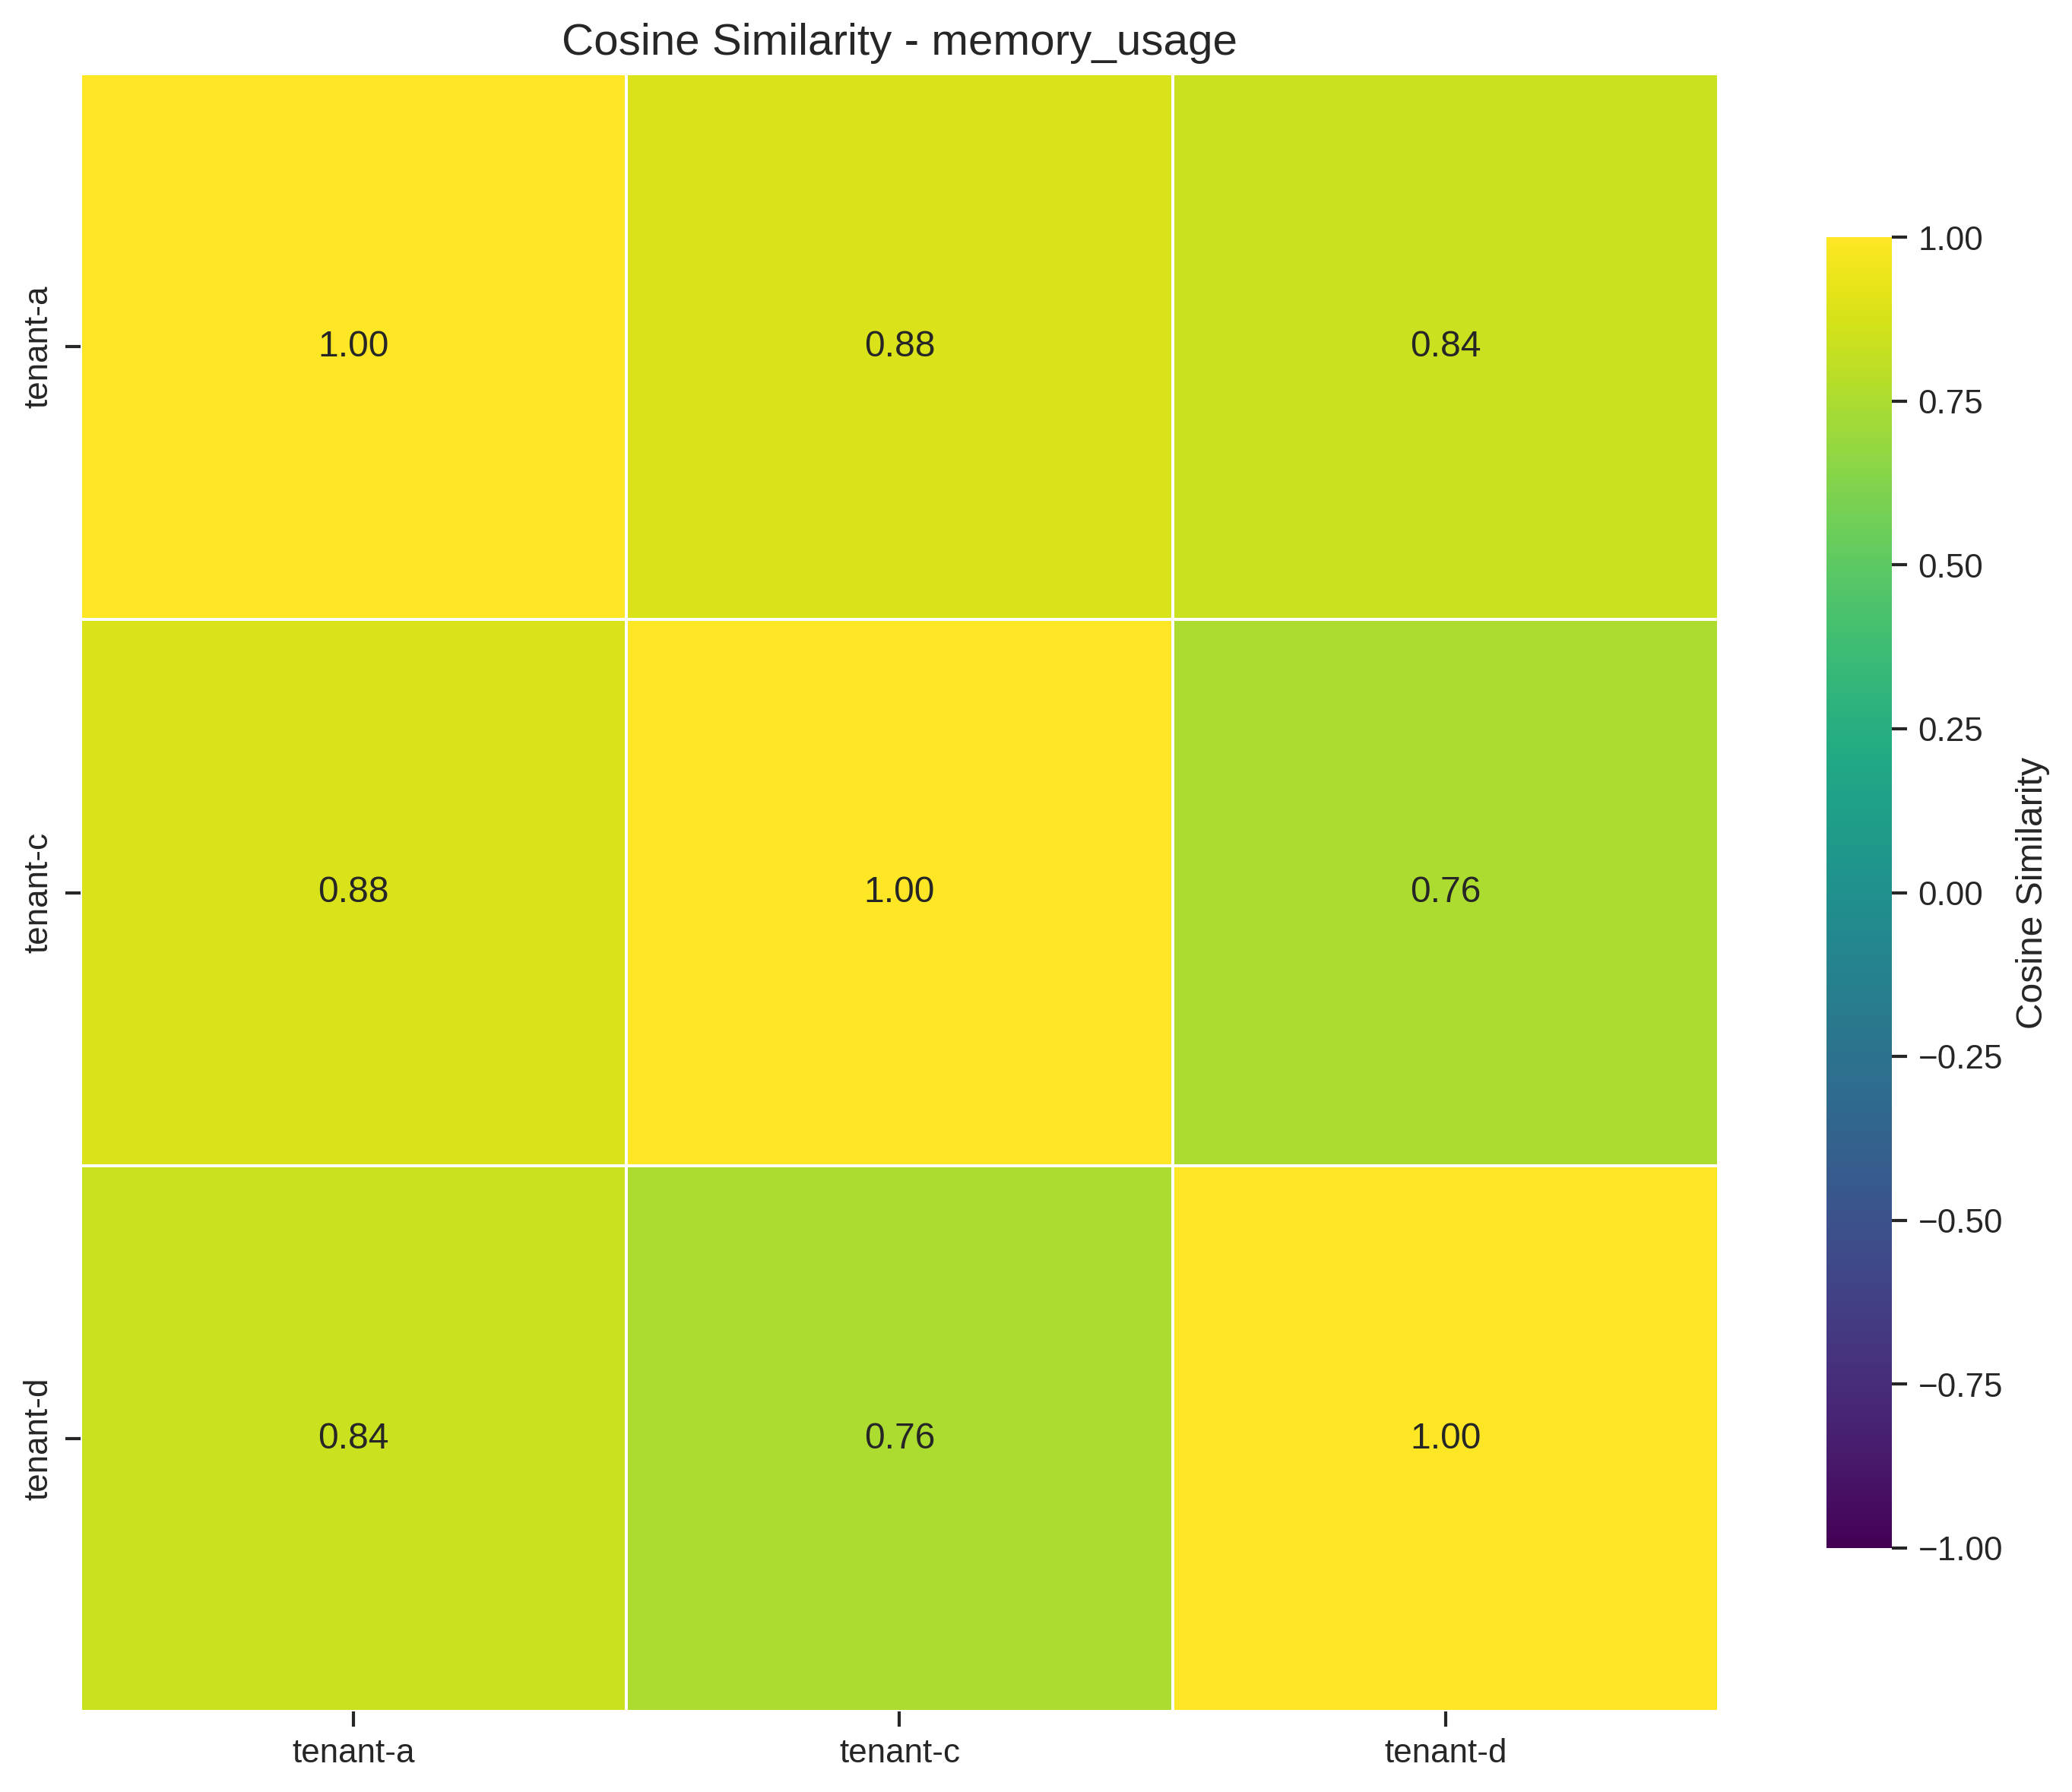 Cosine Similarity - memory_usage
tenant-a
1.00
0.88
0.84
tenant-c
0.88
1.00
0.76
tenant-d
0.84
0.76
1.00
tenant-a
tenant-c
tenant-d
1.00
0.75
0.50
0.25
0.00
−0.25
−0.50
−0.75
−1.00
Cosine Similarity